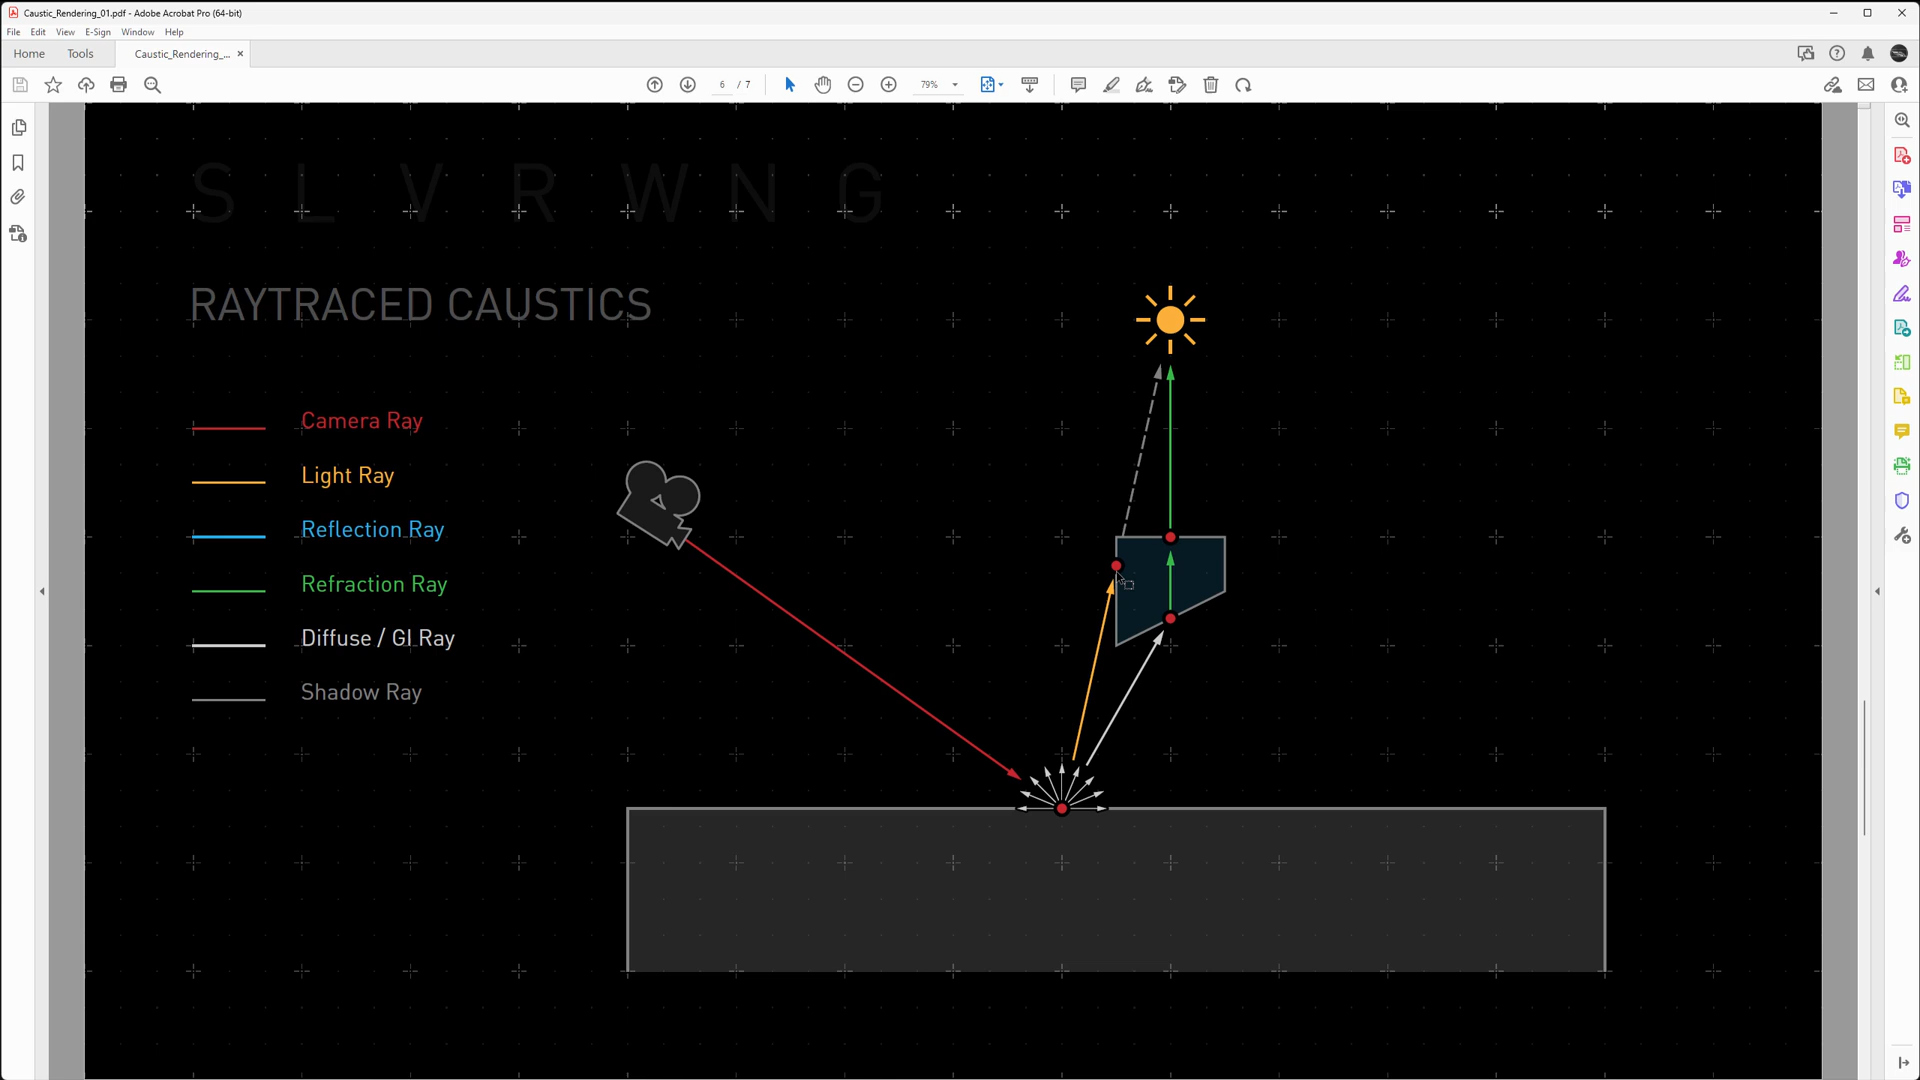 Caustic_Rendering_01.pdf - Adobe Acrobat Pro (64-bit)
File Edit View E-Sign Window Help
Home Tools Caustic_Rendering_... ×
6 / 7 79%
S L V R W N G
RAYTRACED CAUSTICS
Camera Ray
Light Ray
Reflection Ray
Refraction Ray
Diffuse / GI Ray
Shadow Ray